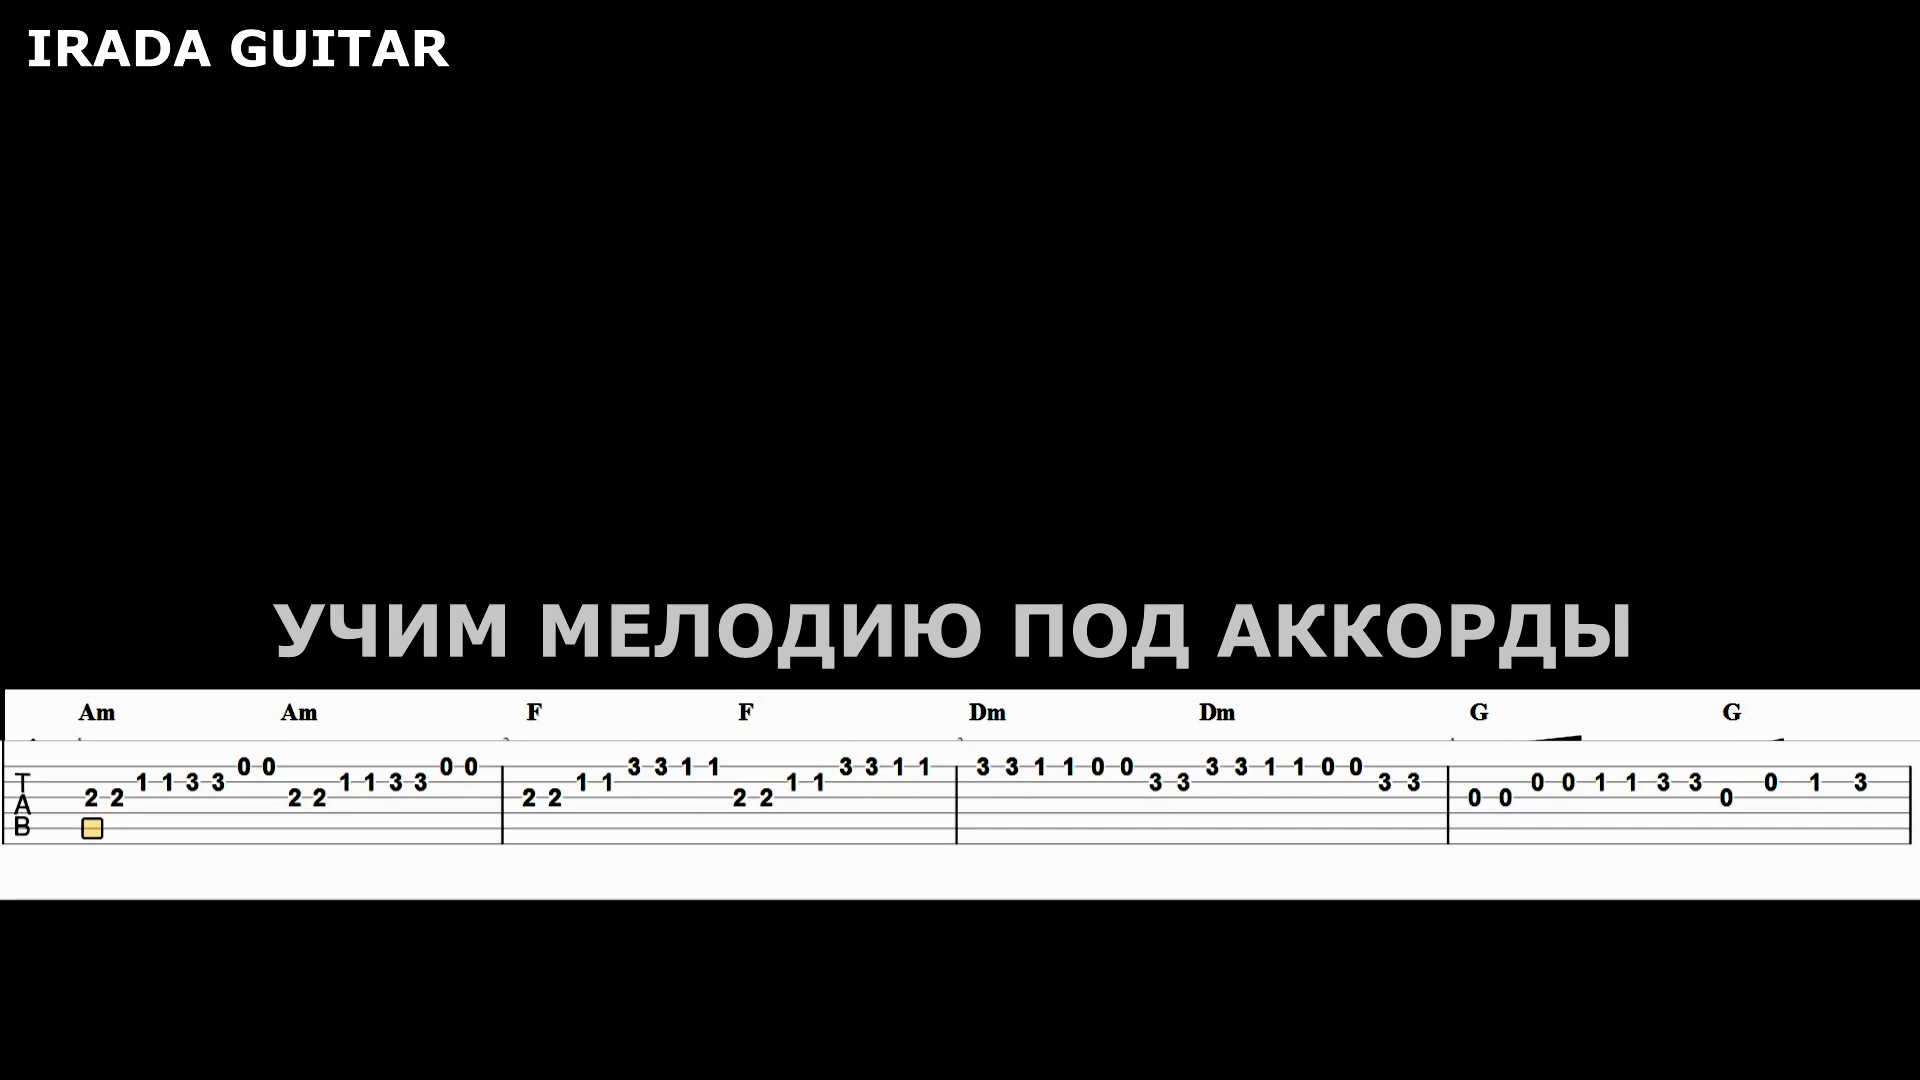 IRADA GUITAR
УЧИМ МЕЛОДИЮ ПОД АККОРДЫ
Am Am F F Dm Dm G G
0 0 0 0 3 3 1 1 3 3 1 1 3 3 1 1 0 0 3 3 1 1 0 0
T 1 1 3 3 1 1 3 3 1 1 1 1 3 3 3 3 0 0 1 1 3 3 0 1 3
A 2 2 2 2 2 2 2 2 0 0 0
B